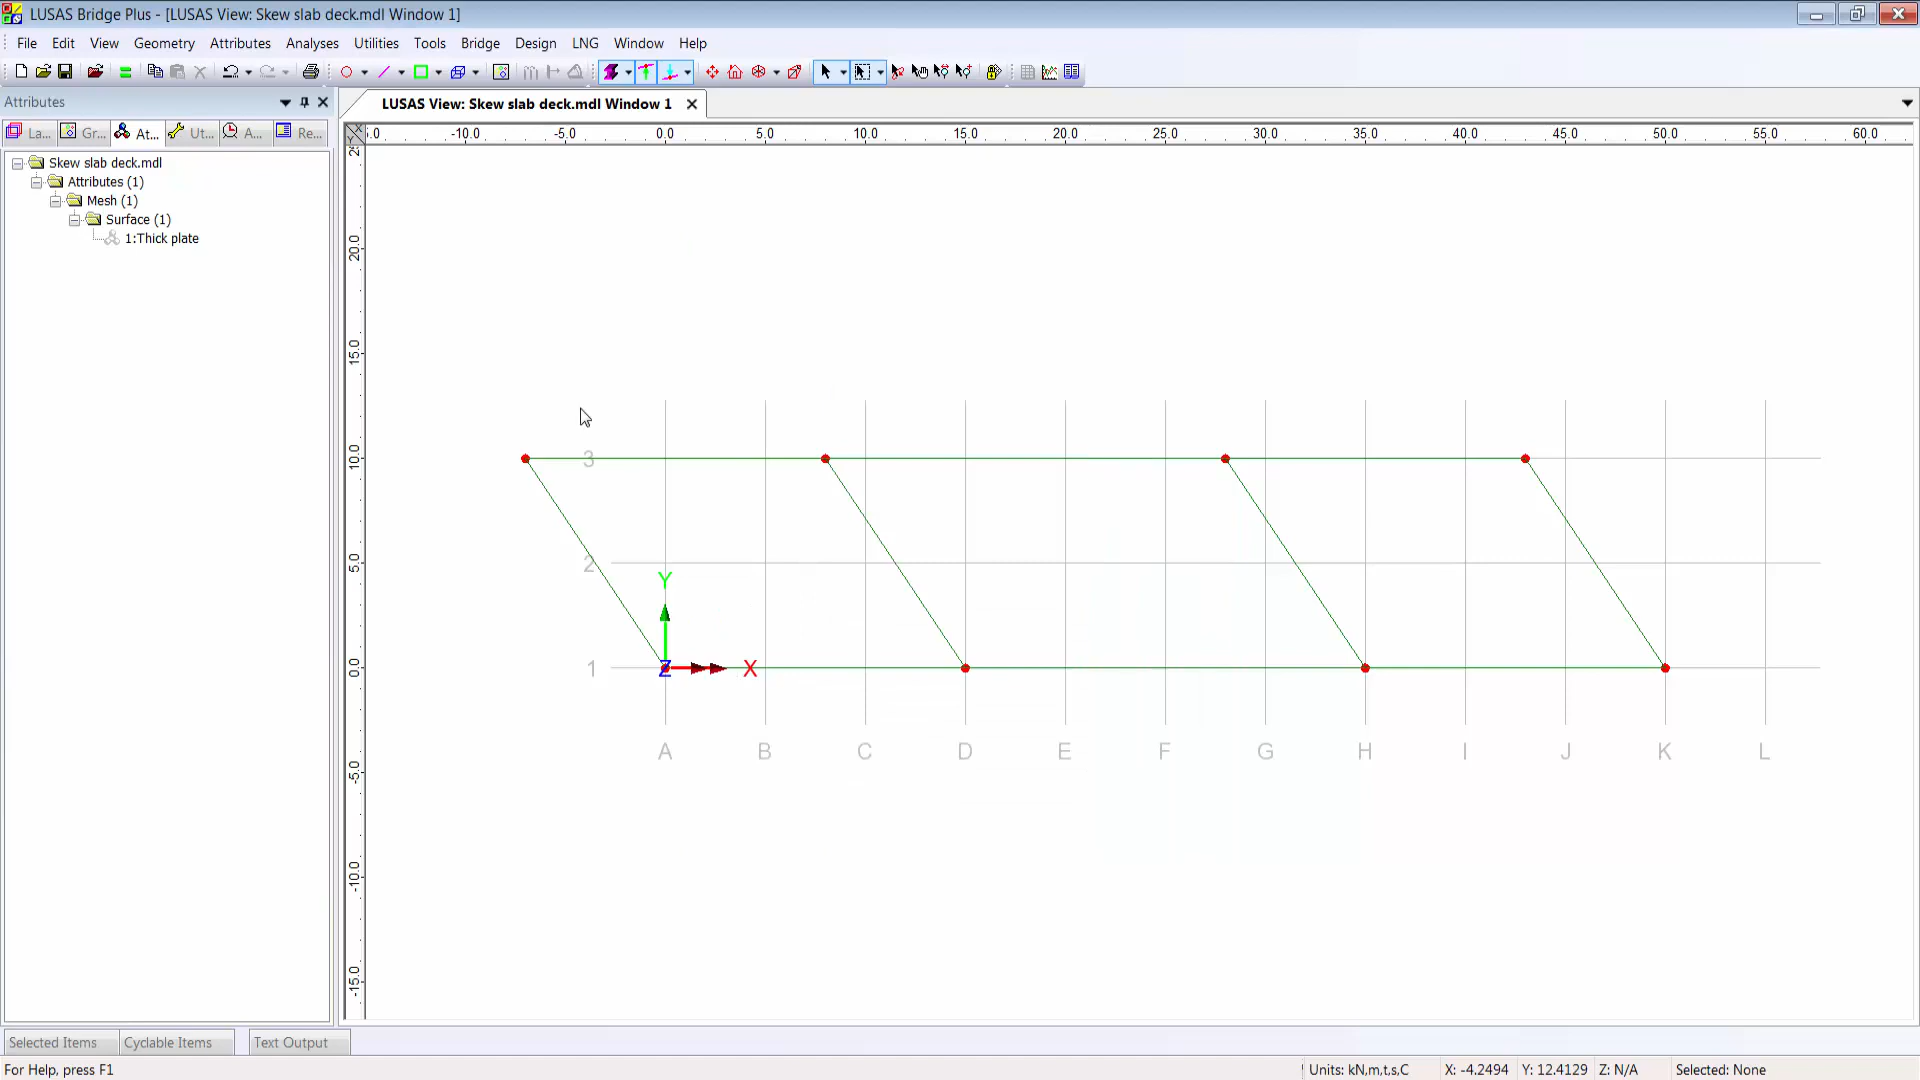 LUSAS Bridge Plus - [LUSAS View: Skew slab deck.mdl Window 1]
File Edit View Geometry Attributes Analyses Utilities Tools Bridge Design LNG Window Help
Attributes
LUSAS View: Skew slab deck.mdl Window 1
La... Gr... At... Ut... A... Re...
5.0 -10.0 -5.0 0.0 5.0 10.0 15.0 20.0 25.0 30.0 35.0 40.0 45.0 50.0 55.0 60.0
X
Y
Skew slab deck.mdl
Attributes (1)
Mesh (1)
Surface (1)
1:Thick plate
20.0
15.0
10.0
5.0
0.0
-5.0
-10.0
-15.0
3
2
1
Y
Z
X
A B C D E F G H I J K L
Selected Items Cyclable Items Text Output
For Help, press F1
Units: kN,m,t,s,C X: -4.2494 Y: 12.4129 Z: N/A Selected: None